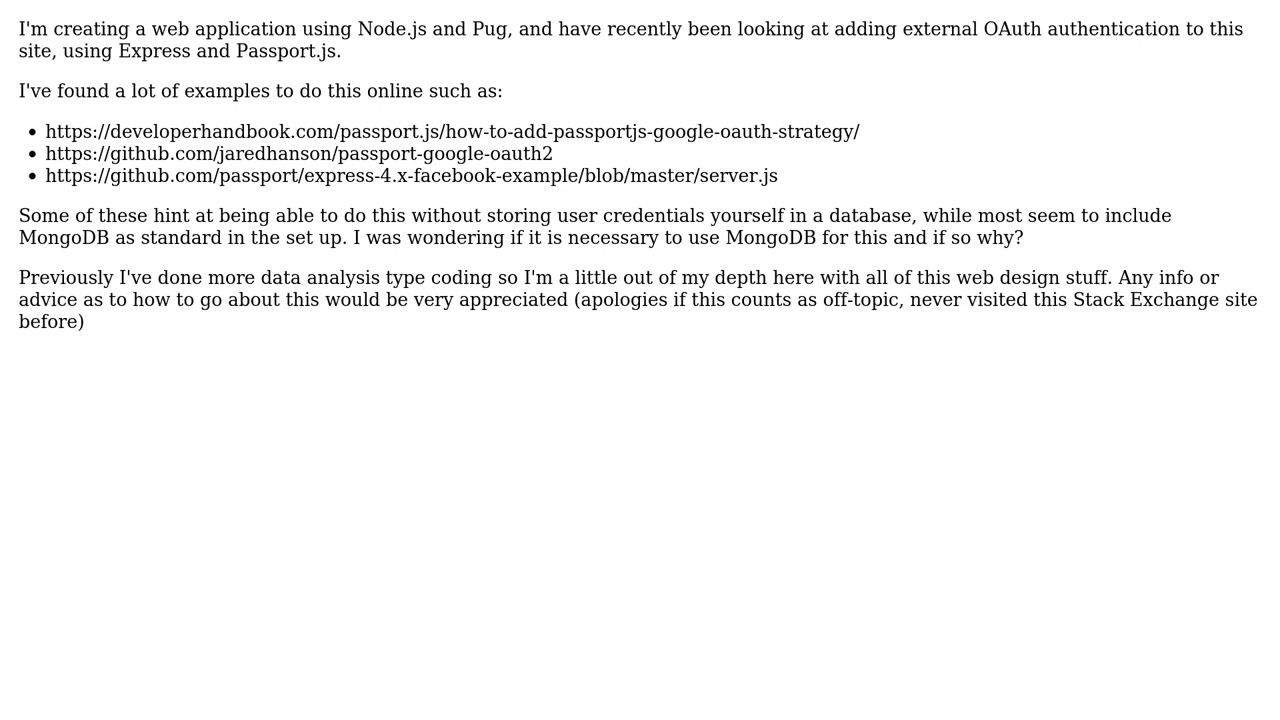 I'm creating a web application using Node.js and Pug, and have recently been looking at adding external OAuth authentication to this
site, using Express and Passport.js.
I've found a lot of examples to do this online such as:
• https://developerhandbook.com/passport.js/how-to-add-passportjs-google-oauth-strategy/
• https://github.com/jaredhanson/passport-google-oauth2
• https://github.com/passport/express-4.x-facebook-example/blob/master/server.js
Some of these hint at being able to do this without storing user credentials yourself in a database, while most seem to include
MongoDB as standard in the set up. I was wondering if it is necessary to use MongoDB for this and if so why?
Previously I've done more data analysis type coding so I'm a little out of my depth here with all of this web design stuff. Any info or
advice as to how to go about this would be very appreciated (apologies if this counts as off-topic, never visited this Stack Exchange site
before)